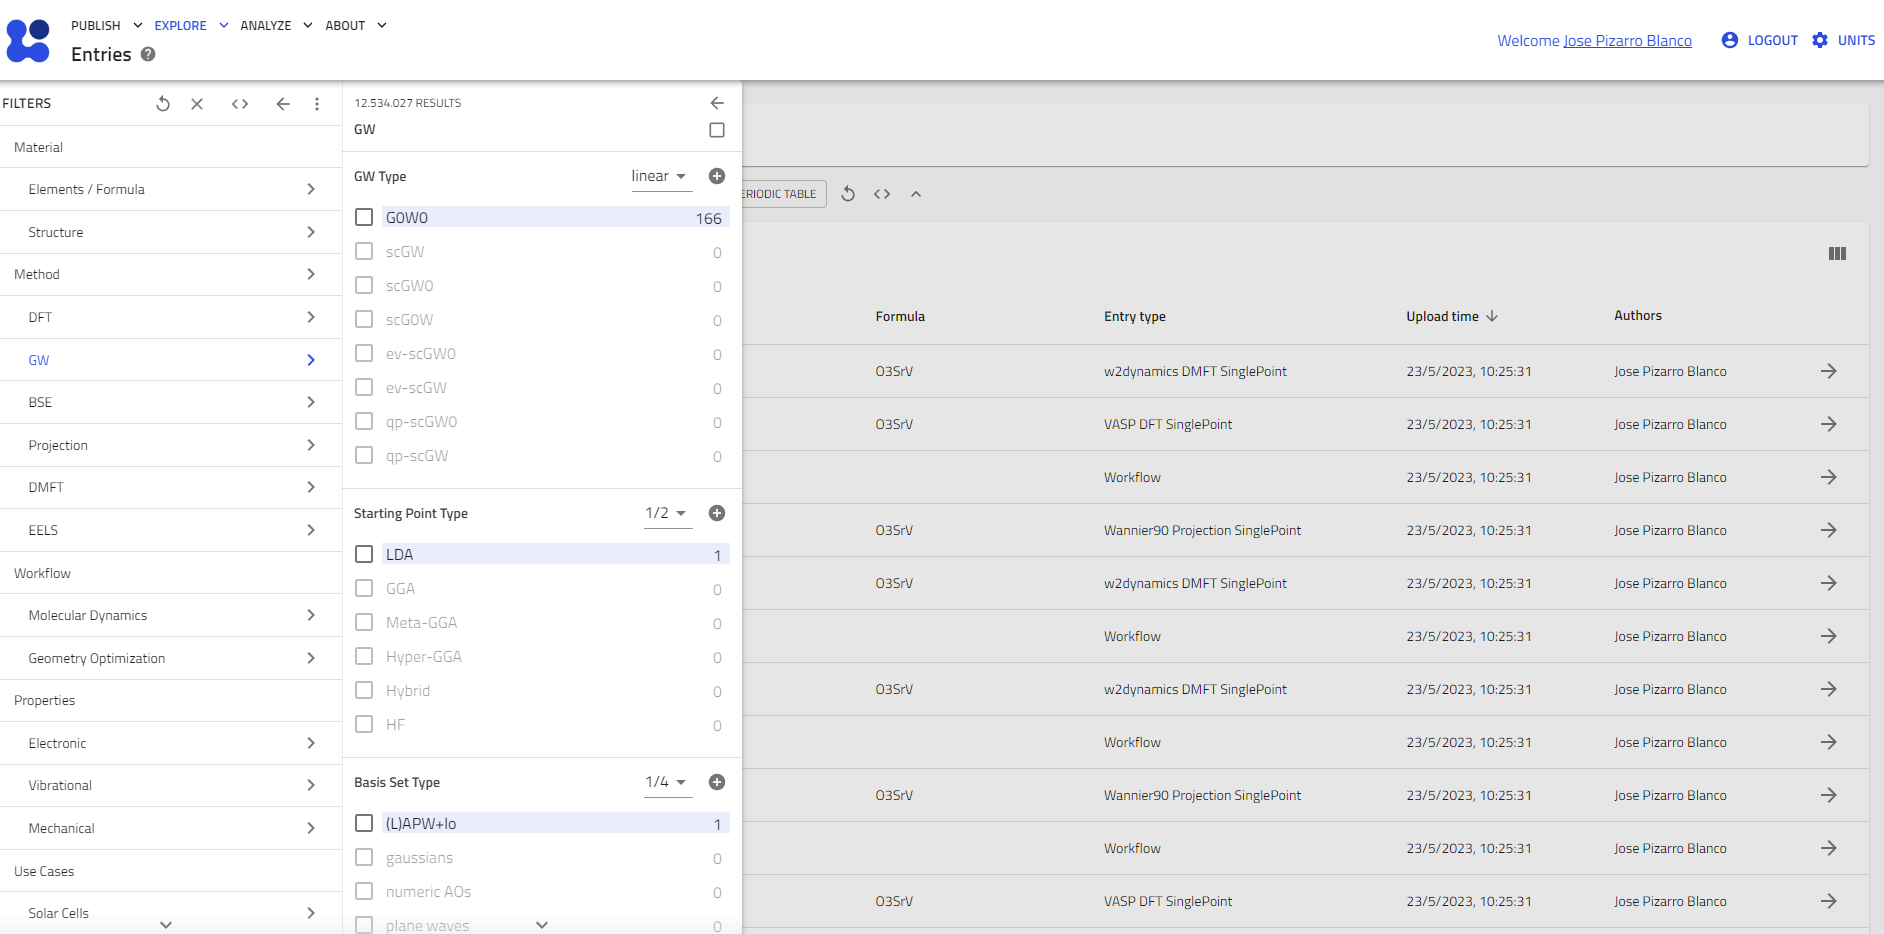 PUBLISH EXPLORE ANALYZE ABOUT
Entries
Welcome Jose Pizarro Blanco LOGOUT UNITS
FILTERS
Material
Elements / Formula
Structure
Method
DFT
GW
BSE
Projection
DMFT
EELS
Workflow
Molecular Dynamics
Geometry Optimization
Properties
Electronic
Vibrational
Mechanical
Use Cases
Solar Cells
12.534.027 RESULTS
GW
GW Type linear
G0W0 166
scGW 0
scGW0 0
scG0W 0
ev-scGW0 0
ev-scGW 0
qp-scGW0 0
qp-scGW 0
Starting Point Type 1/2
LDA 1
GGA 0
Meta-GGA 0
Hyper-GGA 0
Hybrid 0
HF 0
Basis Set Type 1/4
(L)APW+lo 1
gaussians 0
numeric AOs 0
plane waves 0
ERIODIC TABLE
Formula Entry type Upload time Authors
O3SrV w2dynamics DMFT SinglePoint 23/5/2023, 10:25:31 Jose Pizarro Blanco
O3SrV VASP DFT SinglePoint 23/5/2023, 10:25:31 Jose Pizarro Blanco
Workflow 23/5/2023, 10:25:31 Jose Pizarro Blanco
O3SrV Wannier90 Projection SinglePoint 23/5/2023, 10:25:31 Jose Pizarro Blanco
O3SrV w2dynamics DMFT SinglePoint 23/5/2023, 10:25:31 Jose Pizarro Blanco
Workflow 23/5/2023, 10:25:31 Jose Pizarro Blanco
O3SrV w2dynamics DMFT SinglePoint 23/5/2023, 10:25:31 Jose Pizarro Blanco
Workflow 23/5/2023, 10:25:31 Jose Pizarro Blanco
O3SrV Wannier90 Projection SinglePoint 23/5/2023, 10:25:31 Jose Pizarro Blanco
Workflow 23/5/2023, 10:25:31 Jose Pizarro Blanco
O3SrV VASP DFT SinglePoint 23/5/2023, 10:25:31 Jose Pizarro Blanco